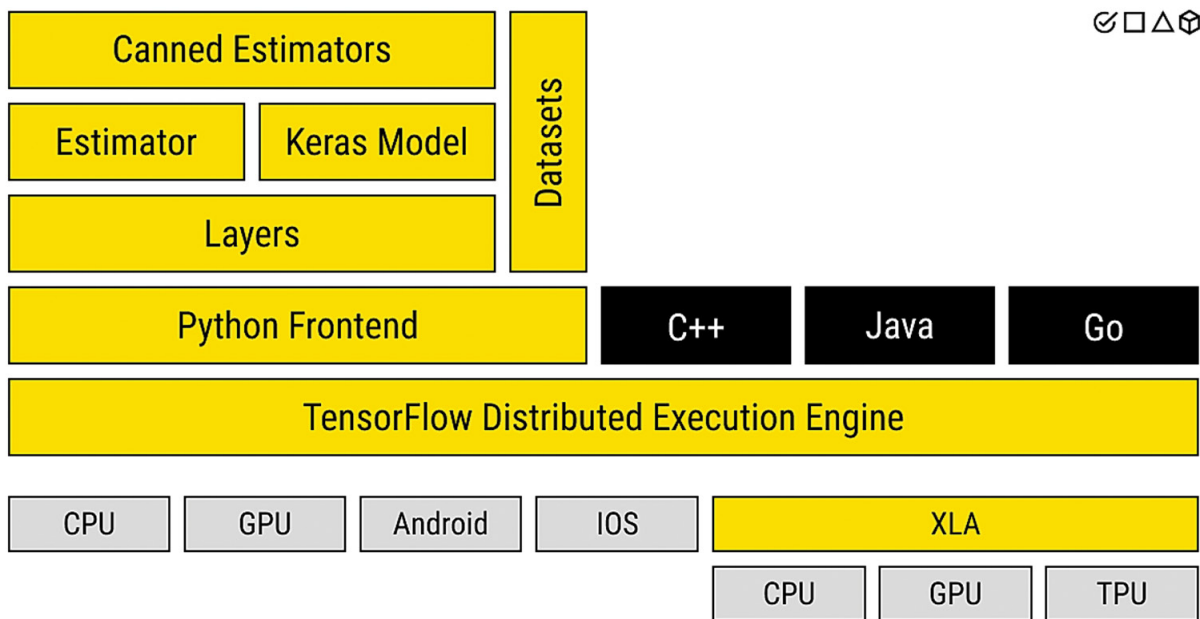 Canned Estimators
Datasets
Estimator
Keras Model
Layers
Python Frontend
C++
Java
Go
TensorFlow Distributed Execution Engine
CPU
GPU
Android
IOS
XLA
CPU
GPU
TPU